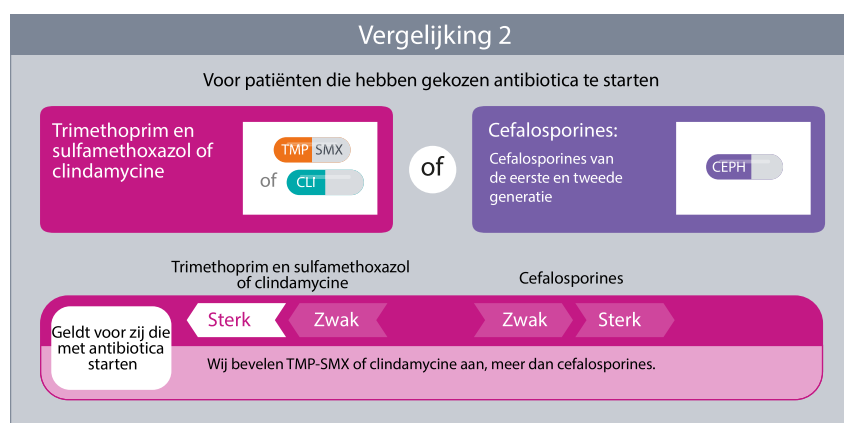 Vergelijking 2
Voor patiënten die hebben gekozen antibiotica te starten
Trimethoprim en
sulfamethoxazol of
clindamycine
TMP SMX
of CLI
of
Cefalosporines:
Cefalosporines van
de eerste en tweede
generatie
CEPH
Trimethoprim en sulfamethoxazol
of clindamycine
Cefalosporines
Geldt voor zij die
met antibiotica
starten
Sterk Zwak Zwak Sterk
Wij bevelen TMP-SMX of clindamycine aan, meer dan cefalosporines.